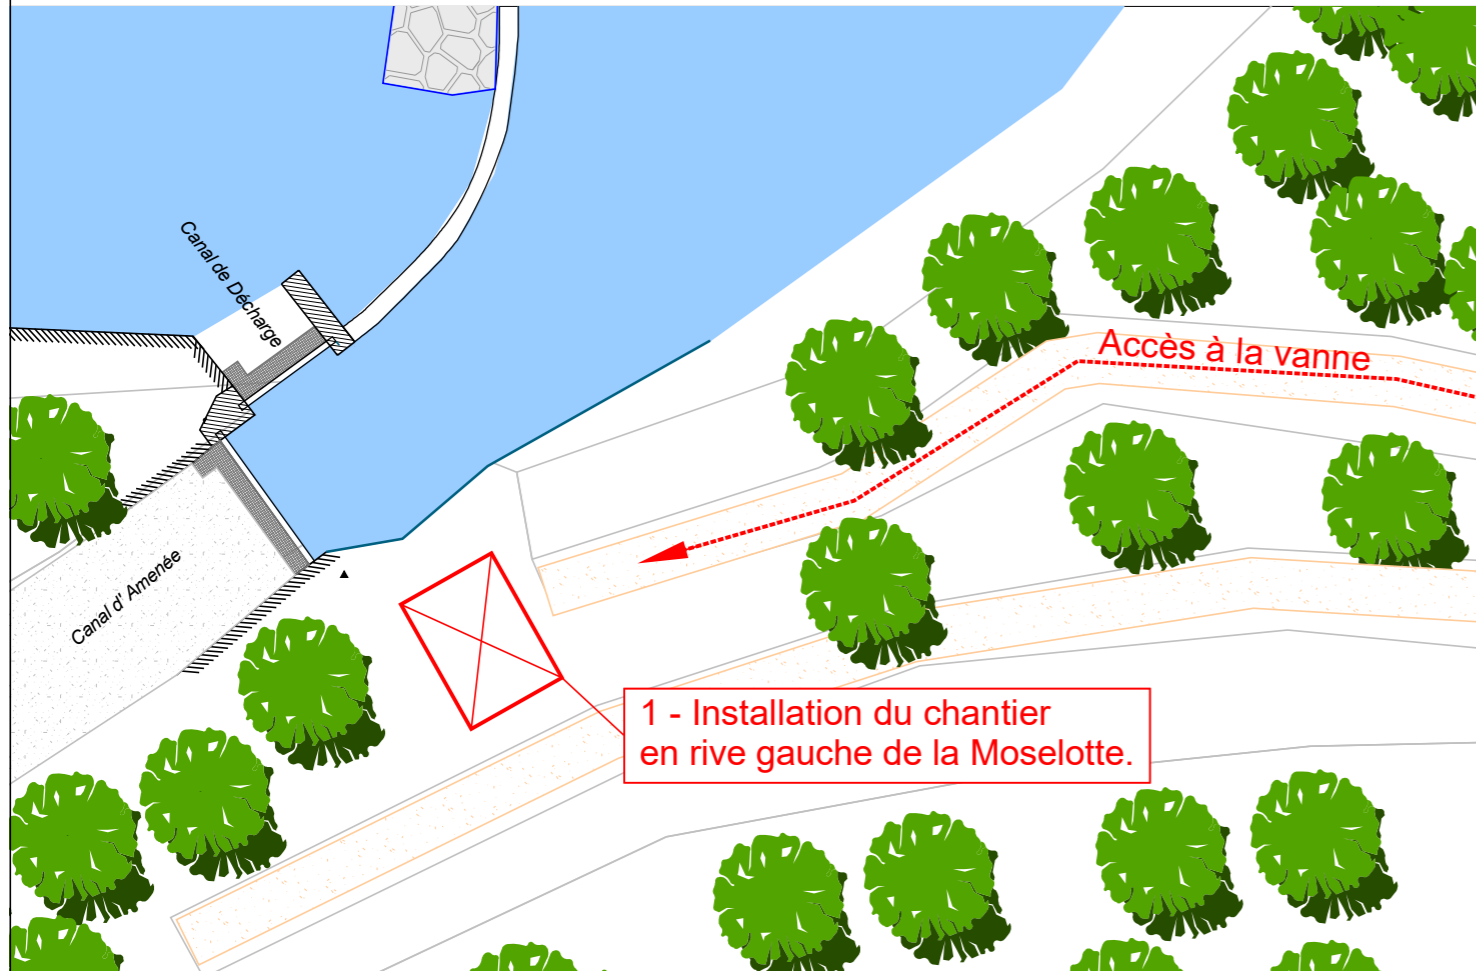 Canal de Décharge
Accès à la vanne
Canal d' Amenée
1 - Installation du chantier
en rive gauche de la Moselotte.